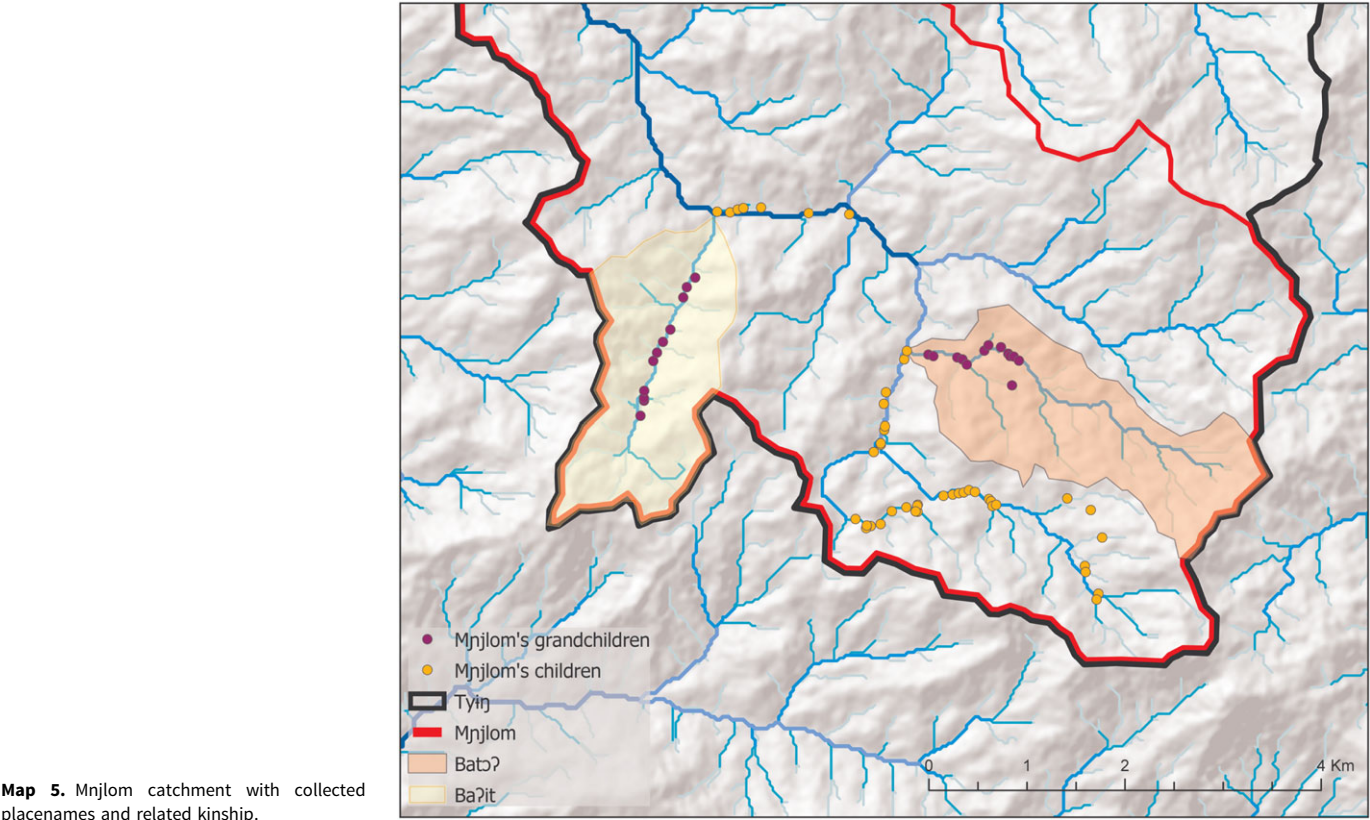 Mɲjlom's grandchildren
Mɲjlom's children
Tyiŋ
Mɲjlom
Batɔʔ
Baʔit
0 1 2 4 Km
Map 5. Mnjlom catchment with collected
placenames and related kinship.